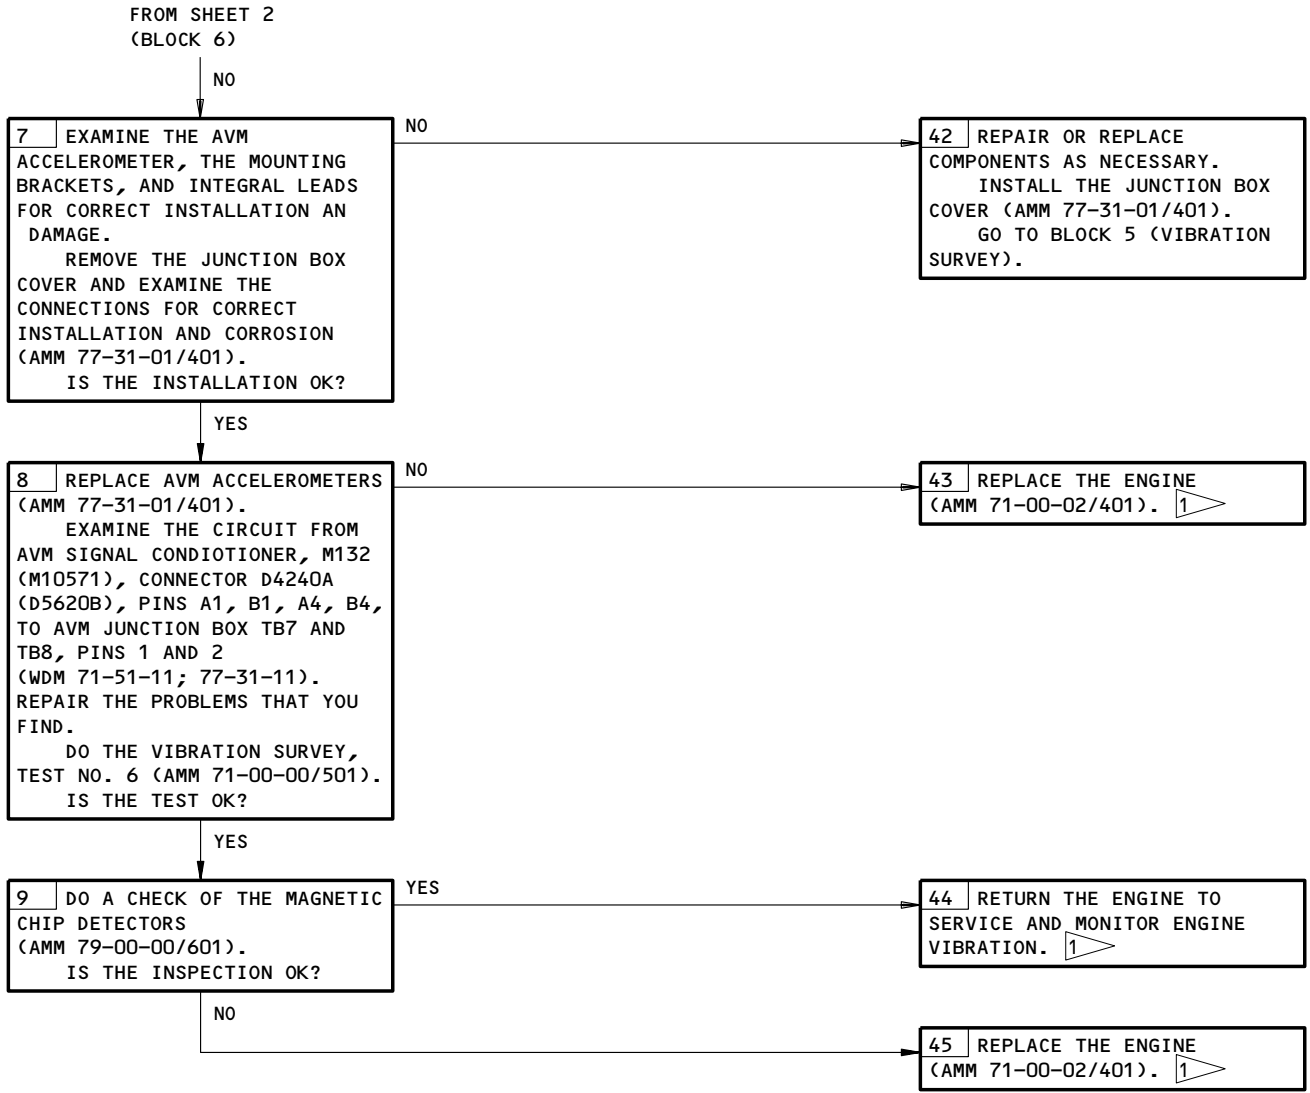 FROM SHEET 2
(BLOCK 6)
NO
7 EXAMINE THE AVM
ACCELEROMETER, THE MOUNTING
BRACKETS, AND INTEGRAL LEADS
FOR CORRECT INSTALLATION AN
DAMAGE.
REMOVE THE JUNCTION BOX
COVER AND EXAMINE THE
CONNECTIONS FOR CORRECT
INSTALLATION AND CORROSION
(AMM 77-31-01/401).
IS THE INSTALLATION OK?
NO
42 REPAIR OR REPLACE
COMPONENTS AS NECESSARY.
INSTALL THE JUNCTION BOX
COVER (AMM 77-31-01/401).
GO TO BLOCK 5 (VIBRATION
SURVEY).
YES
8 REPLACE AVM ACCELEROMETERS
(AMM 77-31-01/401).
EXAMINE THE CIRCUIT FROM
AVM SIGNAL CONDIOTIONER, M132
(M10571), CONNECTOR D4240A
(D5620B), PINS A1, B1, A4, B4,
TO AVM JUNCTION BOX TB7 AND
TB8, PINS 1 AND 2
(WDM 71-51-11; 77-31-11).
REPAIR THE PROBLEMS THAT YOU
FIND.
DO THE VIBRATION SURVEY,
TEST NO. 6 (AMM 71-00-00/501).
IS THE TEST OK?
NO
43 REPLACE THE ENGINE
(AMM 71-00-02/401). 1
YES
9 DO A CHECK OF THE MAGNETIC
CHIP DETECTORS
(AMM 79-00-00/601).
IS THE INSPECTION OK?
YES
44 RETURN THE ENGINE TO
SERVICE AND MONITOR ENGINE
VIBRATION. 1
NO
45 REPLACE THE ENGINE
(AMM 71-00-02/401). 1